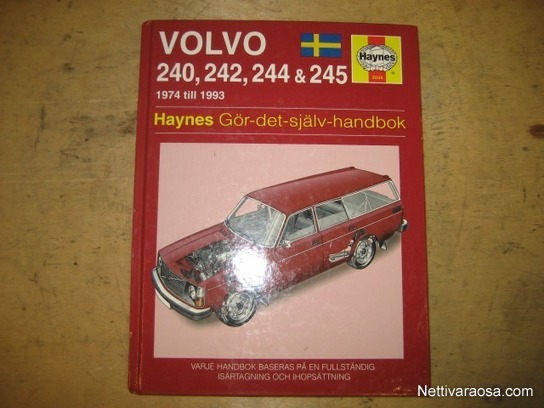 VOLVO
240, 242, 244 & 245
1974 till 1993
Haynes
Haynes Gör-det-själv-handbok
VARJE HANDBOK BASERAS PÅ EN FULLSTÄNDIG
ISÄRTAGNING OCH IHOPSÄTTNING
Nettivaraosa.com